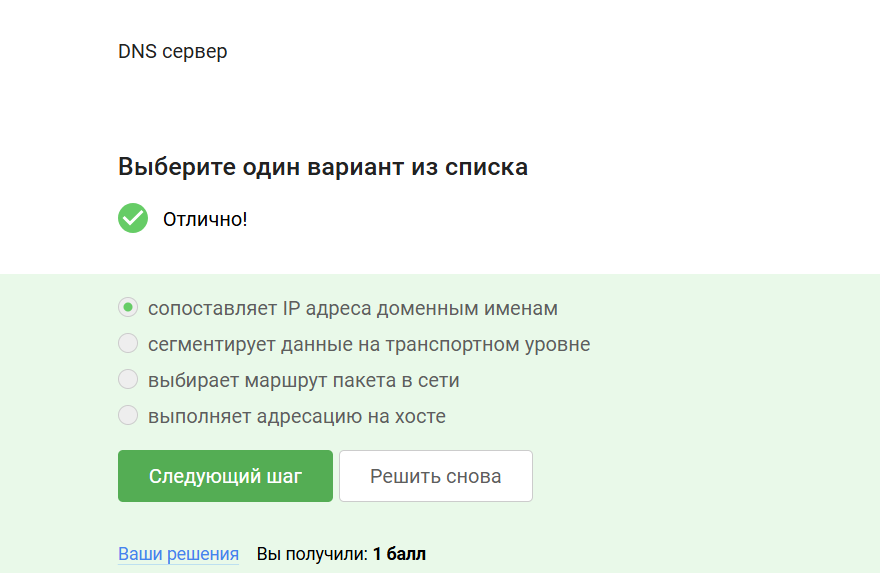 DNS сервер
Выберите один вариант из списка
Отлично!
сопоставляет IP адреса доменным именам
сегментирует данные на транспортном уровне
выбирает маршрут пакета в сети
выполняет адресацию на хосте
Следующий шаг Решить снова
Ваши решения Вы получили: 1 балл